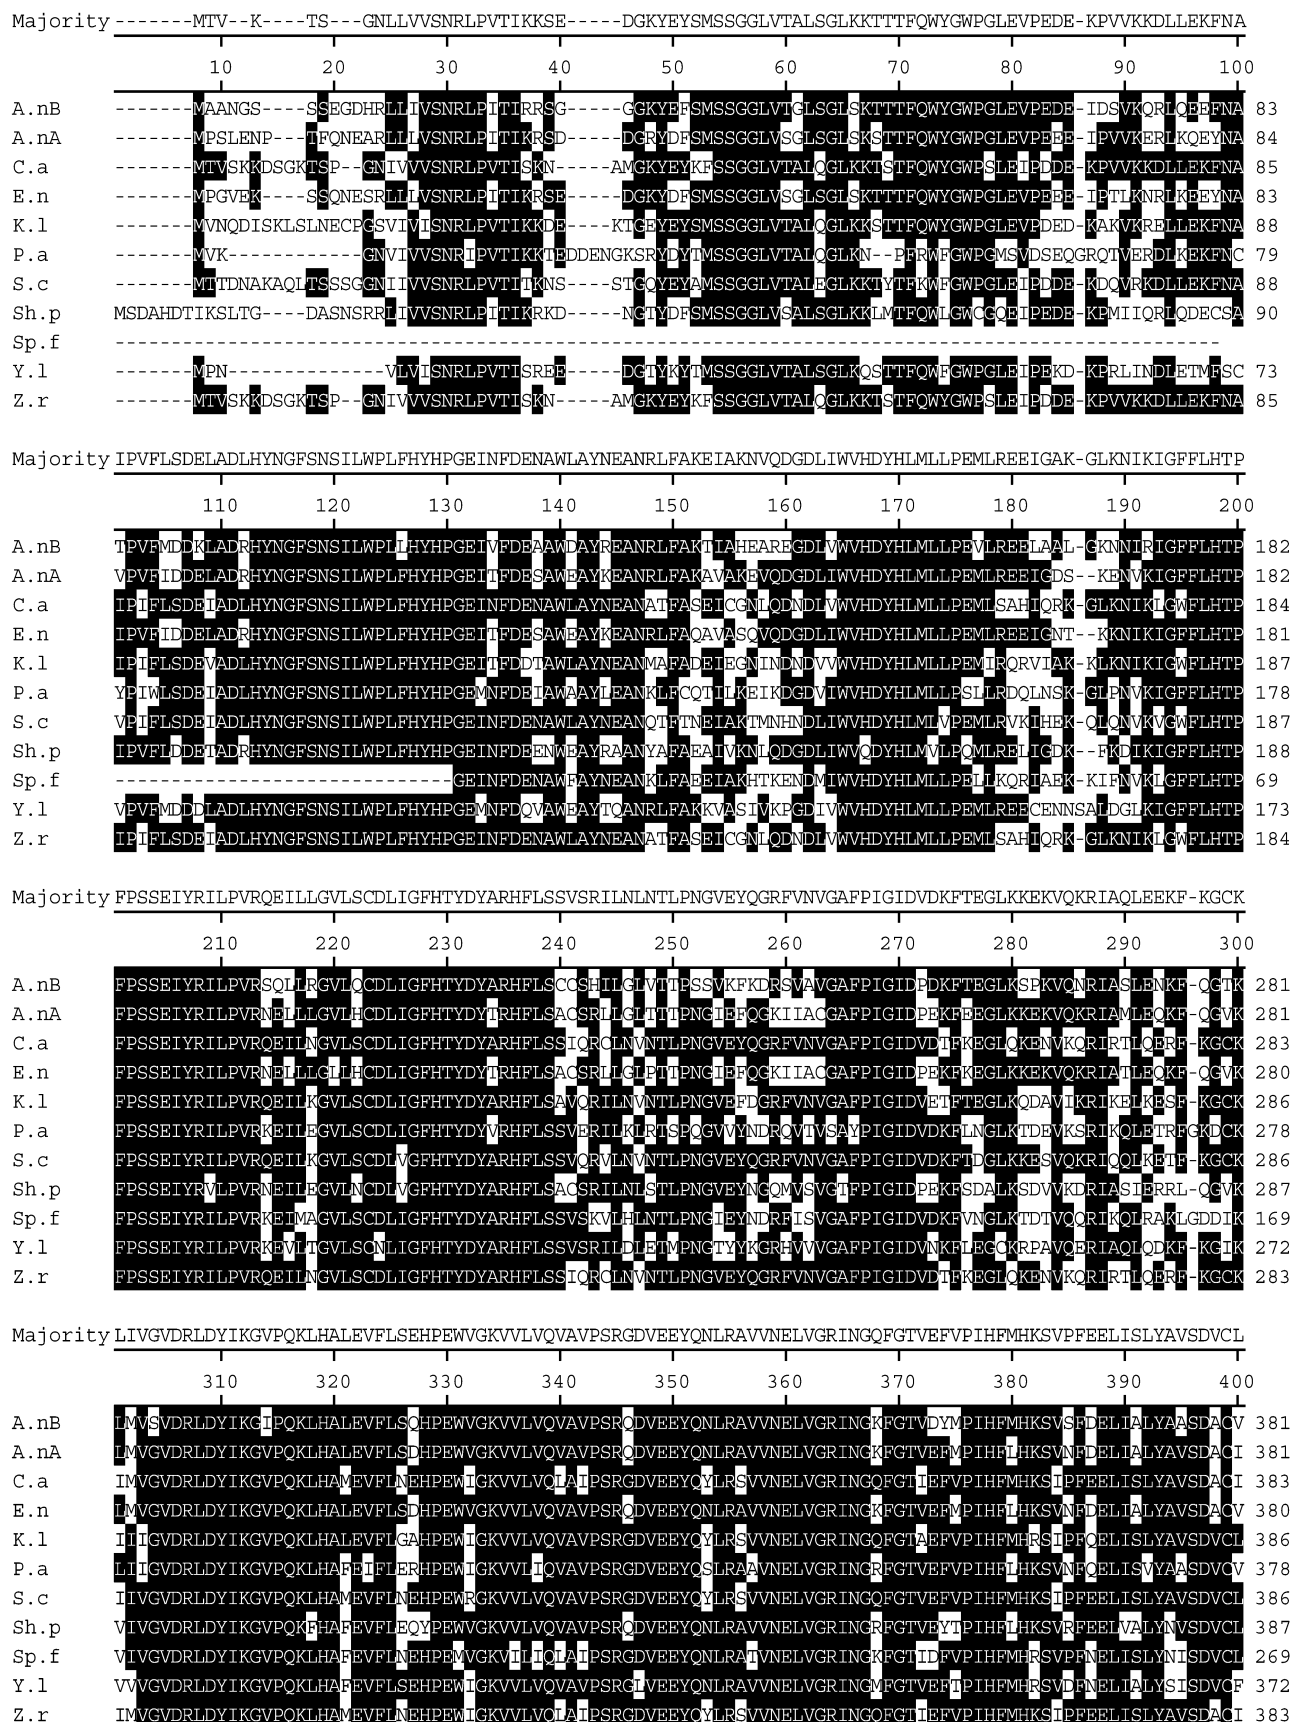 Majority -------MTV--K----TS---GNLLVVSNRLPVTIKKSE-----DGKYEYSMSSGGLVTALSGLKKTTTFQWYGWPGLEVPEDE-KPVVKKDLLEKFNA
10 20 30 40 50 60 70 80 90 100
A.nB -------MAANGS----SSEGDHRLLIVSNRLPITIRRSG-----GGKYEFSMSSGGLVTGLSGLSKTTTFQWYGWPGLEVPEDE-IDSVKQRLQEEFNA 83
A.nA -------MPSLENP---TFQNEARLLLVSNRLPITIKRSD-----DGRYDFSMSSGGLVSGLSGLSKSTTFQWYGWPGLEVPEEE-IPVVKERLKQEYNA 84
C.a -------MTVSKKDSGKTSP--GNIVVVSNRLPVTISKN-----AMGKYEYKFSSGGLVTALQGLKKTSTFQWYGWPSLEIPDDE-KPVVKKDLLEKFNA 85
E.n -------MPGVEK----SSQNESRLLLVSNRLPITIKRSE-----DGKYDFSMSSGGLVSGLSGLSKTTTFQWYGWPGLEVPEEE-IPTLKNRLKEEYNA 83
K.l -------MVNQDISKLSLNECPGSVIVISNRLPVTIKKDE----KTGEYEYSMSSGGLVTALQGLKKSTTFQWYGWPGLEVPDED-KAKVKRELLEKFNA 88
P.a -------MVK------------GNVIVVSNRIPVTIKKTEDDENGKSRYDYTMSSGGLVTALQGLKN--PFRWFGWPGMSVDSEQGRQTVERDLKEKFNC 79
S.c -------MTTDNAKAQLTSSSGGNIIVVSNRLPVTITKNS----STGQYEYAMSSGGLVTALEGLKKTYTFKWFGWPGLEIPDDE-KDQVRKDLLEKFNA 86
Sh.p MSDAHDTIKSLTG----DASNSRRLIVVSNRLPITIKRKD-----NGTYDFSMSSGGLVSALSGLKKLMTFQWLGWCGQEIPEDE-KPMIIQRLQDECSA 90
Sp.f --------------------------------------------------------------------------------------------------
Y.l -------MPN--------------VLVISNRLPVTISREE-----DGTYKYTMSSGGLVTALSGLKQSTTFQWFGWPGLEIPEKD-KPRLINDLETMFSC 73
Z.r -------MTVSKKDSGKTSP--GNIVVVSNRLPVTISKN-----AMGKYEYKFSSGGLVTALQGLKKTSTFQWYGWPSLEIPDDE-KPVVKKDLLEKFNA 85
Majority IPVFLSDELADLHYNGFSNSILWPLFHYHPGEINFDENAWLAYNEANRLFAKEIAKNVQDGDLIWVHDYHLMLLPEMLREEIGAK-GLKNIKIGFFLHTP
110 120 130 140 150 160 170 180 190 200
A.nB TPVFMDDKLADRHYNGFSNSILWPLLHYHPGEIVFDEAAWDAYREANRLFAKTIAHEAREGDLVWVHDYHLMLLPEVLREELAAL-GKNNIRIGFFLHTP 182
A.nA VPVFIDDELADRHYNGFSNSILWPLFHYHPGEITFDESAWEAYKEANRLFAKAVAKEVQDGDLIWVHDYHLMLLPEMLREEIGDS--KENVKIGFFLHTP 182
C.a IPIFLSDEIADLHYNGFSNSILWPLFHYHPGEINFDENAWLAYNEANATFASEICGNLQDNDLVWVHDYHLMLLPEMLSAHIQRK-GLKNIKLGWFLHTP 184
E.n IPVFIDDELADRHYNGFSNSILWPLFHYHPGEITFDESAWEAYKEANRLFAQAVASQVQDGDLIWVHDYHLMLLPEMLREEIGNT--KKNIKIGFFLHTP 181
K.l IPIFLSDEVADLHYNGFSNSILWPLFHYHPGEITFDDTAWLAYNEANMAFADEIEGNINDNDVVWVHDYHLMLLPEMIRQRVIAK-KLKNIKIGWFLHTP 187
P.a YPIWLSDEIADLHYNGFSNSILWPLFHYHPGEMNFDEIAWAAYLEANKLFCQTILKEIKDGDVIWVHDYHLMLLPSLLRDQLNSK-GLPNVKIGFFLHTP 178
S.c VPIFLSDEIADLHYNGFSNSILWPLFHYHPGEINFDENAWLAYNEANQTFTNEIAKTMNHNDLIWVHDYHLMLVPEMLRVKIHEK-QLQNVKVGWFLHTP 187
Sh.p IPVFLDDETADRHYNGFSNSILWPLFHYHPGEINFDEENWEAYRAANYAFAEAIVKNLQDGDLIWVQDYHLMVLPQMLRELIGDK--FKDIKIGFFLHTP 188
Sp.f ------------------------------GEINFDENAWFAYNEANKLFAEEIAKHTKENDMIWVHDYHLMLLPELLKQRIAEK-KIFNVKLGFFLHTP 69
Y.l VPVFMDDDLADLHYNGFSNSILWPLFHYHPGEMNFDQVAWEAYTQANRLFAKKVASIVKPGDIVWVHDYHLMLLPEMLREECENNSALDGLKIGFFLHTP 173
Z.r IPIFLSDEIADLHYNGFSNSILWPLFHYHPGEINFDENAWLAYNEANATFASEICGNLQDNDLVWVHDYHLMLLPEMLSAHIQRK-GLKNIKLGWFLHTP 184
Majority FPSSEIYRILPVRQEILLGVLSCDLIGFHTYDYARHFLSSVSRILNLNTLPNGVEYQGRFVNVGAFPIGIDVDKFTEGLKKEKVQKRIAQLEEKF-KGCK
210 220 230 240 250 260 270 280 290 300
A.nB FPSSEIYRILPVRSQLLRGVLQCDLIGFHTYDYARHFLSCCSHILGLVTTPSSVKFKDRSVAVGAFPIGIDPDKFTEGLKSPKVQNRIASLENKF-QGTK 281
A.nA FPSSEIYRILPVRNELLLGVLHCDLIGFHTYDYTRHFLSACSRLLGLTTTPNGIEFQGKIIACGAFPIGIDPEKFEEGLKKEKVQKRIAMLEQKF-QGVK 281
C.a FPSSEIYRILPVRQEILNGVLSCDLIGFHTYDYARHFLSSIQRCLNVNTLPNGVEYQGRFVNVGAFPIGIDVDTFKEGLQKENVKQRIRTLQERF-KGCK 283
E.n FPSSEIYRILPVRNELLLGLLHCDLIGFHTYDYTRHFLSACSRLLGLPTTPNGIEFQGKIIACGAFPIGIDPEKFKEGLKKEKVQKRIATLEQKF-QGVK 280
K.l FPSSEIYRILPVRQEILKGVLSCDLIGFHTYDYARHFLSAVQRILNVNTLPNGVEFDGRFVNVGAFPIGIDVETFTEGLKQDAVIKRIKELKESF-KGCK 286
P.a FPSSEIYRILPVRKEILEGVLSCDLIGFHTYDYVRHFLSSVERILKLRTSPQGVVYNDRQVTVSAYPIGIDVDKFLNGLKTDEVKSRIKQLETRFGKDCK 278
S.c FPSSEIYRILPVRQEILKGVLSCDLVGFHTYDYARHFLSSVQRVLNVNTLPNGVEYQGRFVNVGAFPIGIDVDKFTDGLKKESVQKRIQQLKETF-KGCK 286
Sh.p FPSSEIYRVLPVRNEILEGVLNCDLVGFHTYDYARHFLSACSRILNLSTLPNGVEYNGQMVSVGTFPIGIDPEKFSDALKSDVVKDRIASIERRL-QGVK 287
Sp.f FPSSEIYRILPVRKEIMAGVLSCDLIGFHTYDYARHFLSSVSKVLHLNTLPNGIEYNDRFISVGAFPIGIDVDKFVNGLKTDTVQQRIKQLRAKLGDDIK 169
Y.l FPSSEIYRILPVRKEVLTGVLSCNLIGFHTYDYARHFLSSVSRILDLETMPNGTYYKGRHVVVGAFPIGIDVNKFLEGCKRPAVQERIAQLQDKF-KGIK 272
Z.r FPSSEIYRILPVRQEILNGVLSCDLIGFHTYDYARHFLSSIQRCLNVNTLPNGVEYQGRFVNVGAFPIGIDVDTFKEGLQKENVKQRIRTLQERF-KGCK 283
Majority LIVGVDRLDYIKGVPQKLHALEVFLSEHPEWVGKVVLVQVAVPSRGDVEEYQNLRAVVNELVGRINGQFGTVEFVPIHFMHKSVPFEELISLYAVSDVCL
310 320 330 340 350 360 370 380 390 400
A.nB LMVSVDRLDYIKGIPQKLHALEVFLSQHPEWVGKVVLVQVAVPSRQDVEEYQNLRAVVNELVGRINGKFGTVDYMPIHFMHKSVSFDELIALYAASDACV 381
A.nA LMVGVDRLDYIKGVPQKLHALEVFLSDHPEWVGKVVLVQVAVPSRQDVEEYQNLRAVVNELVGRINGKFGTVEFMPIHFLHKSVNFDELIALYAVSDACI 381
C.a IMVGVDRLDYIKGVPQKLHAMEVFLNEHPEWIGKVVLVQLAIPSRGDVEEYQYLRSVVNELVGRINGQFGTIEFVPIHFMHKSIPFEELISLYAVSDACI 383
E.n LMVGVDRLDYIKGVPQKLHALEVFLSDHPEWVGKVVLVQVAVPSRQDVEEYQNLRAVVNELVGRINGKFGTVEFMPIHFLHKSVNFDELIALYAVSDACV 380
K.l IIIGVDRLDYIKGVPQKLHALEVFLGAHPEWIGKVVLVQVAVPSRGDVEEYQYLRSVVNELVGRINGQFGTAEFVPIHFMHRSIPFQELISLYAVSDVCL 386
P.a LIIGVDRLDYIKGVPQKLHAFEIFLERHPEWIGKVVLIQVAVPSRGDVEEYQSLRAAVNELVGRINGRFGTVEFVPIHFLHKSVNFQELISVYAASDVCV 378
S.c IIVGVDRLDYIKGVPQKLHAMEVFLNEHPEWRGKVVLVQVAVPSRGDVEEYQYLRSVVNELVGRINGQFGTVEFVPIHFMHKSIPFEELISLYAVSDVCL 386
Sh.p VIVGVDRLDYIKGVPQKFHAFEVFLEQYPEWVGKVVLVQVAVPSRQDVEEYQNLRAVVNELVGRINGRFGTVEYTPIHFLHKSVRFEELVALYNVSDVCL 387
Sp.f VIVGVDRLDYIKGVPQKLHAFEVFLNEHPEMVGKVILIQLAIPSRGDVEEYQNLRATVNELVGRINGKFGTIDFVPIHFMHRSVPFNELISLYNISDVCL 269
Y.l VVVGVDRLDYIKGVPQKLHAFEVFLSEHPEWIGKVVLVQVAVPSRGLVEEYQNLRAVVNELVGRINGMFGTVEFTPIHFMHRSVDFNELIALYSISDVCF 372
Z.r IMVGVDRLDYIKGVPQKLHAMEVFLNEHPEWIGKVVLVQLAIPSRGDVEEYQYLRSVVNELVGRINGQFGTIEFVPIHFMHKSIPFEELISLYAVSDACI 383